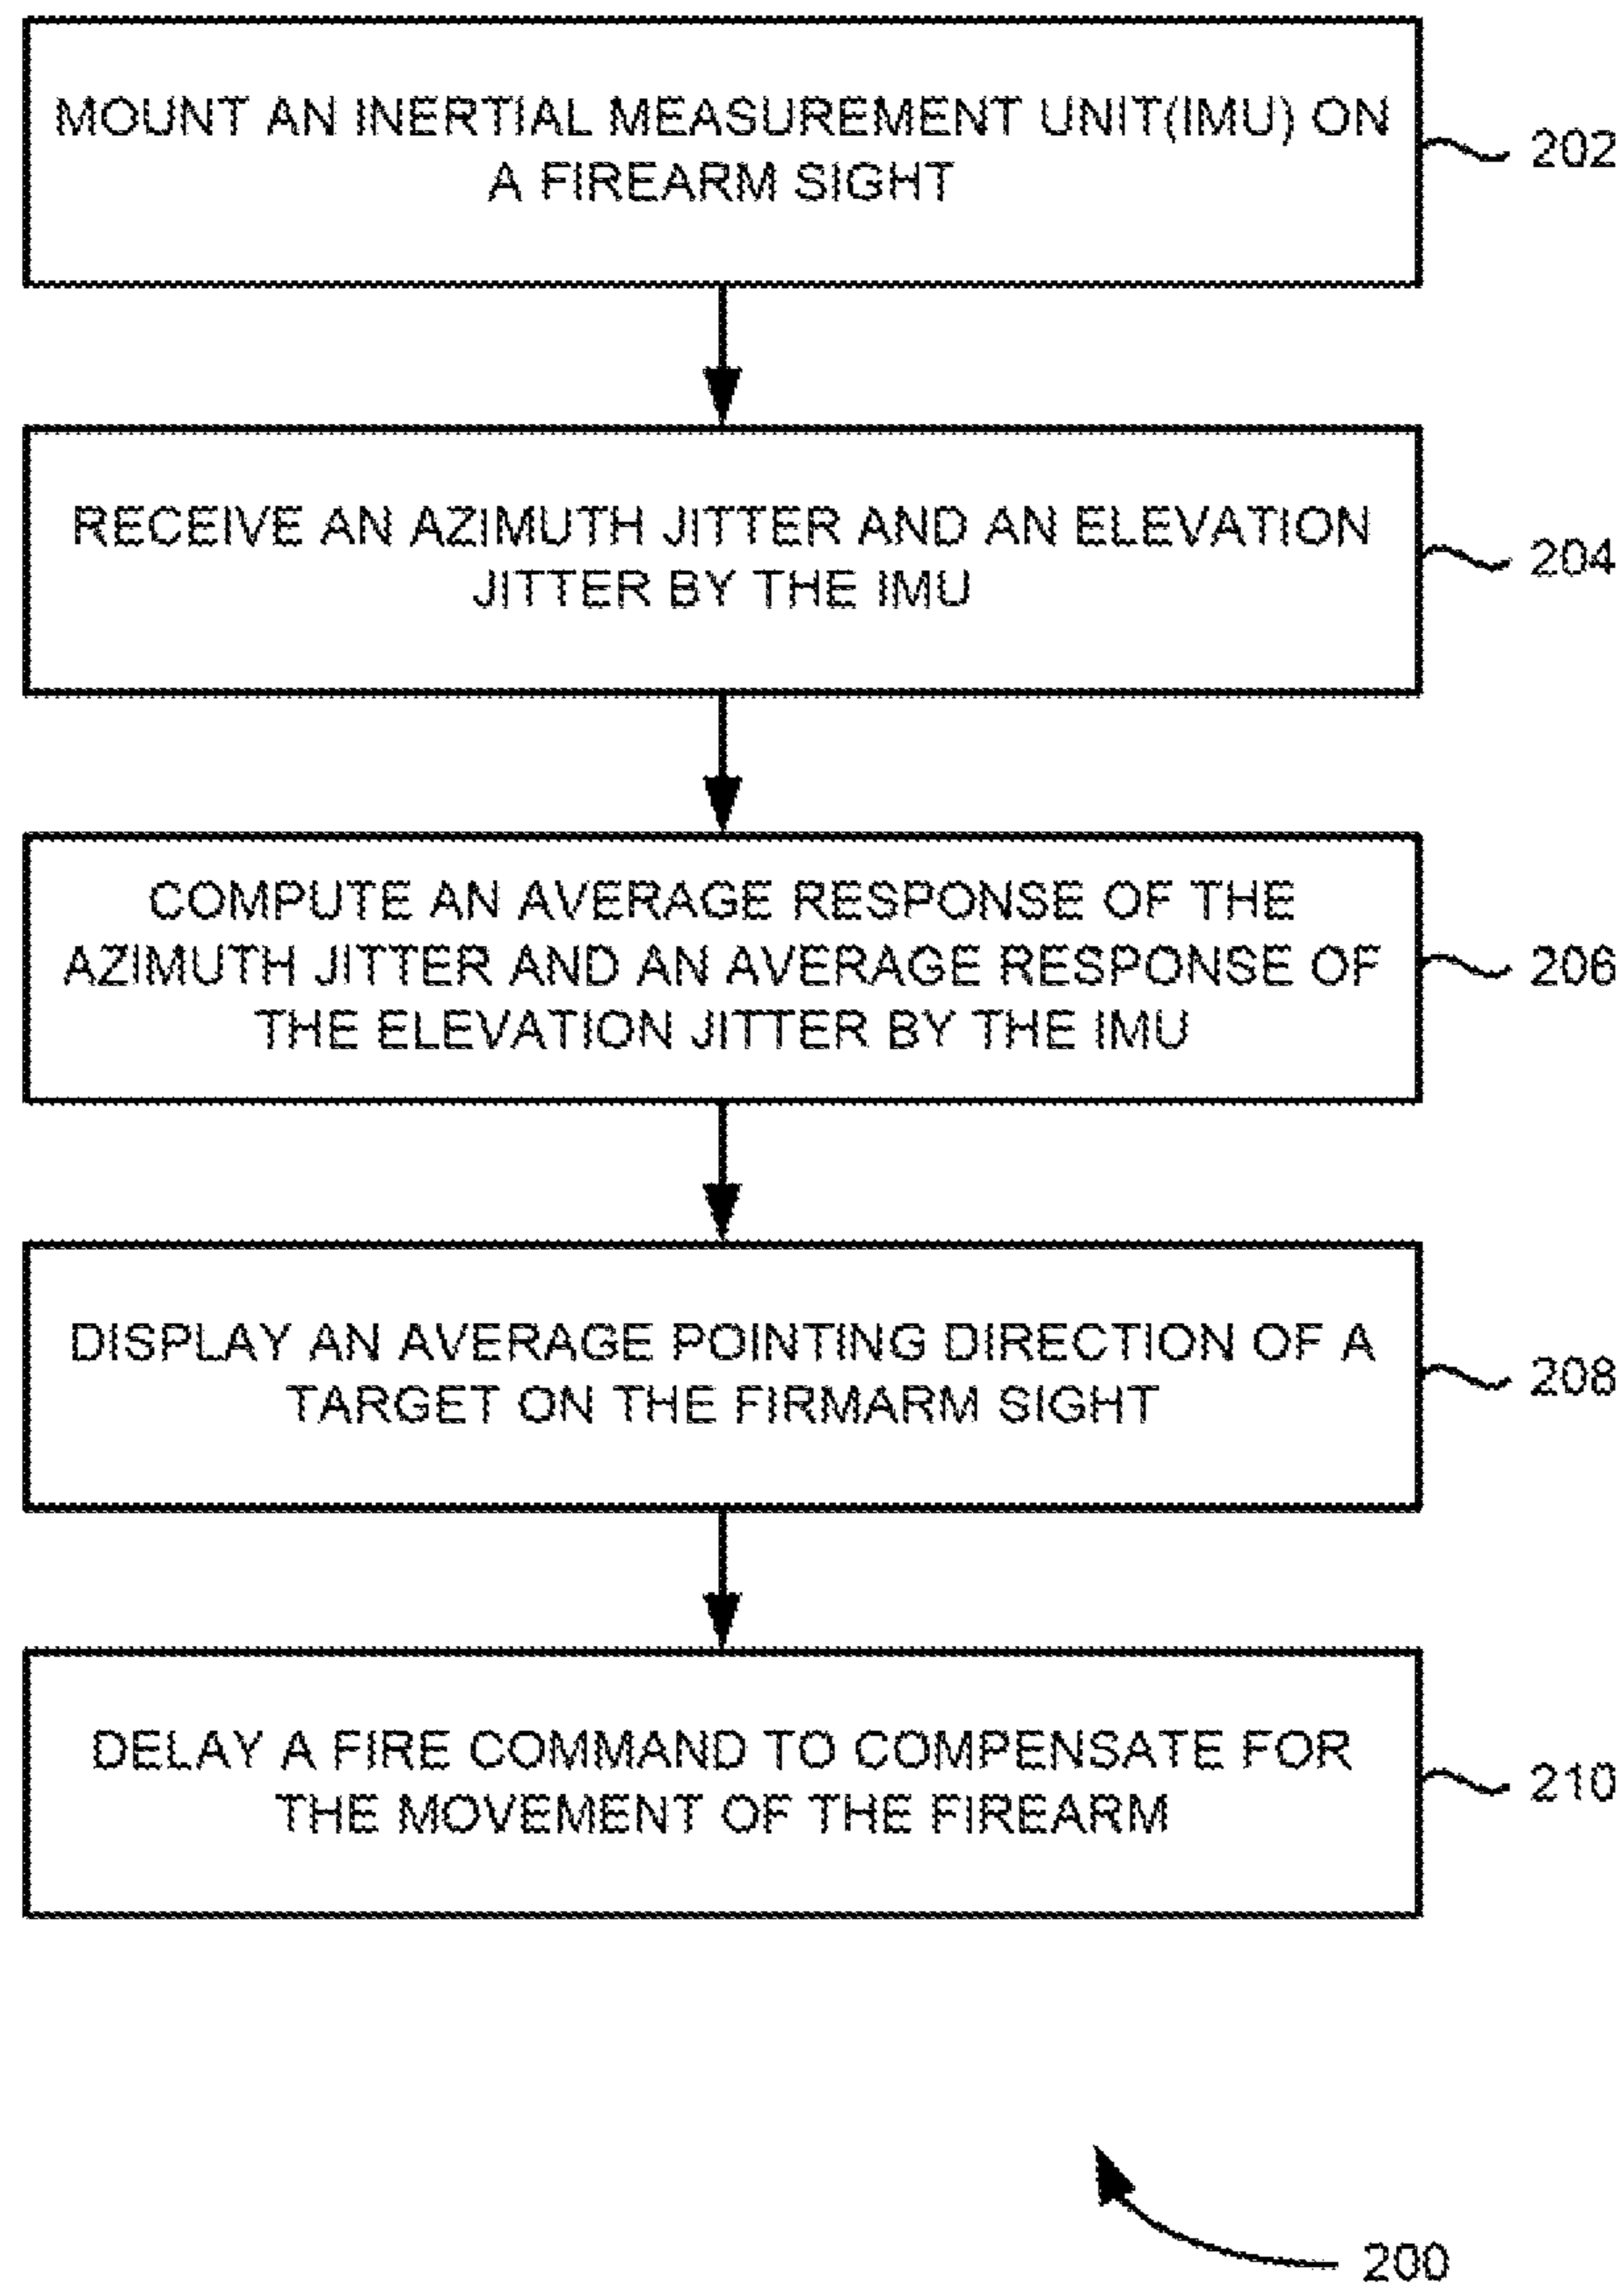 MOUNT AN INERTIAL MEASUREMENT UNIT(IMU) ON
A FIREARM SIGHT
202
RECEIVE AN AZIMUTH JITTER AND AN ELEVATION
JITTER BY THE IMU
204
COMPUTE AN AVERAGE RESPONSE OF THE
AZIMUTH JITTER AND AN AVERAGE RESPONSE OF
THE ELEVATION JITTER BY THE IMU
206
DISPLAY AN AVERAGE POINTING DIRECTION OF A
TARGET ON THE FIRMARM SIGHT
208
DELAY A FIRE COMMAND TO COMPENSATE FOR
THE MOVEMENT OF THE FIREARM
210
200